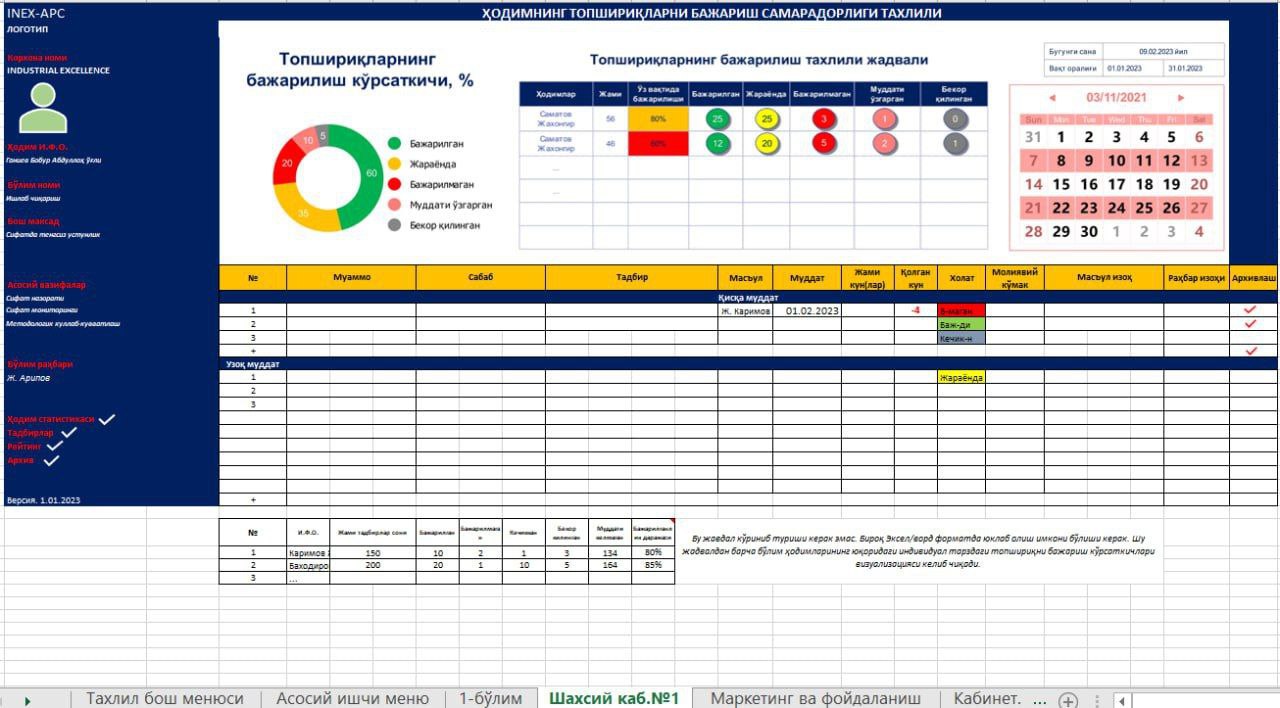 INEX-APC
ҲОДИМНИНГ ТОПШИРИҚЛАРНИ БАЖАРИШ САМАРАДОРЛИГИ ТАХЛИЛИ
ЛОГОТИП
Корхона номи
INDUSTRIAL EXCELLENCE
Ҳодим И.Ф.О.
Ганиев Бобур Абдуллоҳ ўғли
Бўлим номи
Ишлаб чиқариш
Бош мақсад
Сифатда тенгсиз устунлик
Асосий вазифалар
Сифат назорати
Сифат мониторинги
Методологик куллаб-кувватлаш
Бўлим раҳбари
Ж. Арипов
Ҳодим статистикаси
Тадбирлар
Рейтинг
Архив
Версия. 1.01.2023
Топшириқларнинг
бажарилиш кўрсаткичи, %
60
35
20
10
5
Бажарилган
Жараёнда
Бажарилмаган
Муддати ўзгарган
Бекор қилинган
Топшириқларнинг бажарилиш тахлили жадвали
Ҳодимлар Жами Ўз вақтида бажарилиши Бажарилган Жараёнда Бажарилмаган Муддати ўзгарган Бекор қилинган
Саматов Жахонгир 56 80% 25 25 3 1 0
Саматов Жахонгир 46 60% 12 20 5 2 1
...
...
Бугунги сана 09.02.2023 йил
Вақт оралиғи 01.01.2023 31.01.2023
03/11/2021
Sun Mon Tue Wed Thu Fri Sat
31 1 2 3 4 5 6
7 8 9 10 11 12 13
14 15 16 17 18 19 20
21 22 23 24 25 26 27
28 29 30 1 2 3 4
№ Муаммо Сабаб Тадбир Масъул Муддат Жами кун(лар) Қолган кун Холат Молиявий кўмак Масъул изоҳ Раҳбар изоҳи Архивлаш
Қисқа муддат
1 Ж. Каримов 01.02.2023 -4 Б-маган
2 Баж-ди
3 Кечик-н
+
Узоқ муддат
1 Жараёнда
2
3
+
№ И.Ф.О. Жами тадбирлар сони Бажарилган Бажарилмаган Кечиккан Бекор килинган Муддати келмаган
1 Каримов 150 10 2 1 3 134 80%
2 Баходиро 200 20 1 10 5 164 85%
3 ...
Бу жавдал кўриниб туриши керак эмас. Бироқ Эксел/ворд форматда юклаб олиш имкони бўлиши керак. Шу
жадвалдан барча бўлим ҳодимларининг юқоридаги индивидуал тарздаги топшириқни бажариш кўрсаткичлари
визуализацияси келиб чиқади.
Тахлил бош менюси Асосий ишчи меню 1-бўлим Шахсий каб.№1 Маркетинг ва фойдаланиш Кабинет. ...